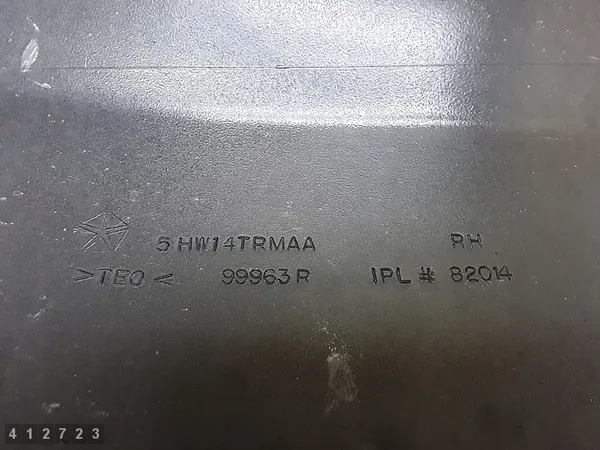 5 HW14TRMAA RH
>TEO< 99963 R IPL # 82014
412723